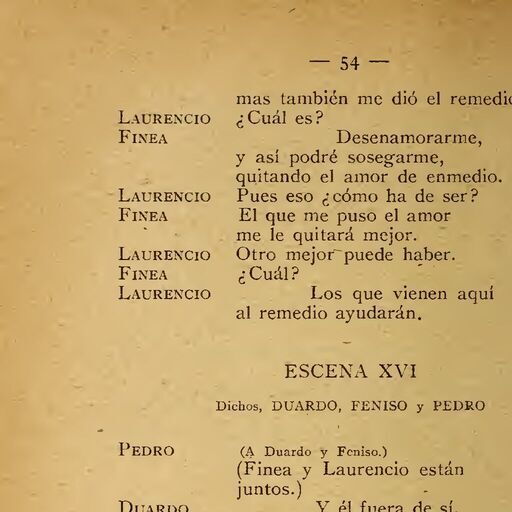 — 54 —
mas también me dió el remedio
LAURENCIO ¿Cuál es?
FINEA Desenamorarme,
y así podré sosegarme,
quitando el amor de enmedio.
LAURENCIO Pues eso ¿cómo ha de ser?
FINEA El que me puso el amor
me le quitará mejor.
LAURENCIO Otro mejor puede haber.
FINEA ¿Cuál?
LAURENCIO Los que vienen aquí
al remedio ayudarán.
ESCENA XVI
Dichos, DUARDO, FENISO y PEDRO
PEDRO (A Duardo y Feniso.)
(Finea y Laurencio están
juntos.)
DUARDO Y él fuera de sí.